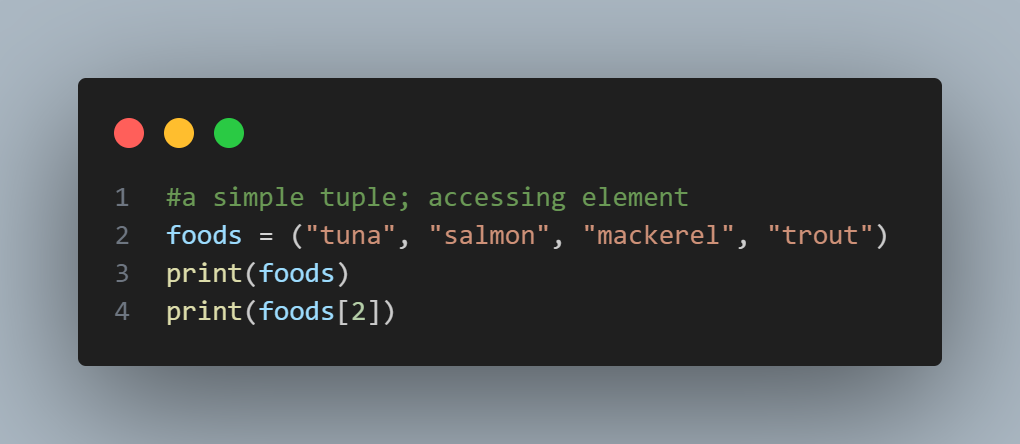 1 #a simple tuple; accessing element
2 foods = ("tuna", "salmon", "mackerel", "trout")
3 print(foods)
4 print(foods[2])